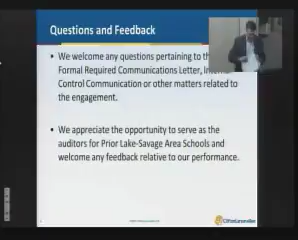 Questions and Feedback
• We welcome any questions pertaining to th
Formal Required Communications Letter, Inter
Control Communication or other matters related to
the engagement.
• We appreciate the opportunity to serve as the
auditors for Prior Lake-Savage Area Schools and
welcome any feedback relative to our performance.
CliftonLarsonAllen